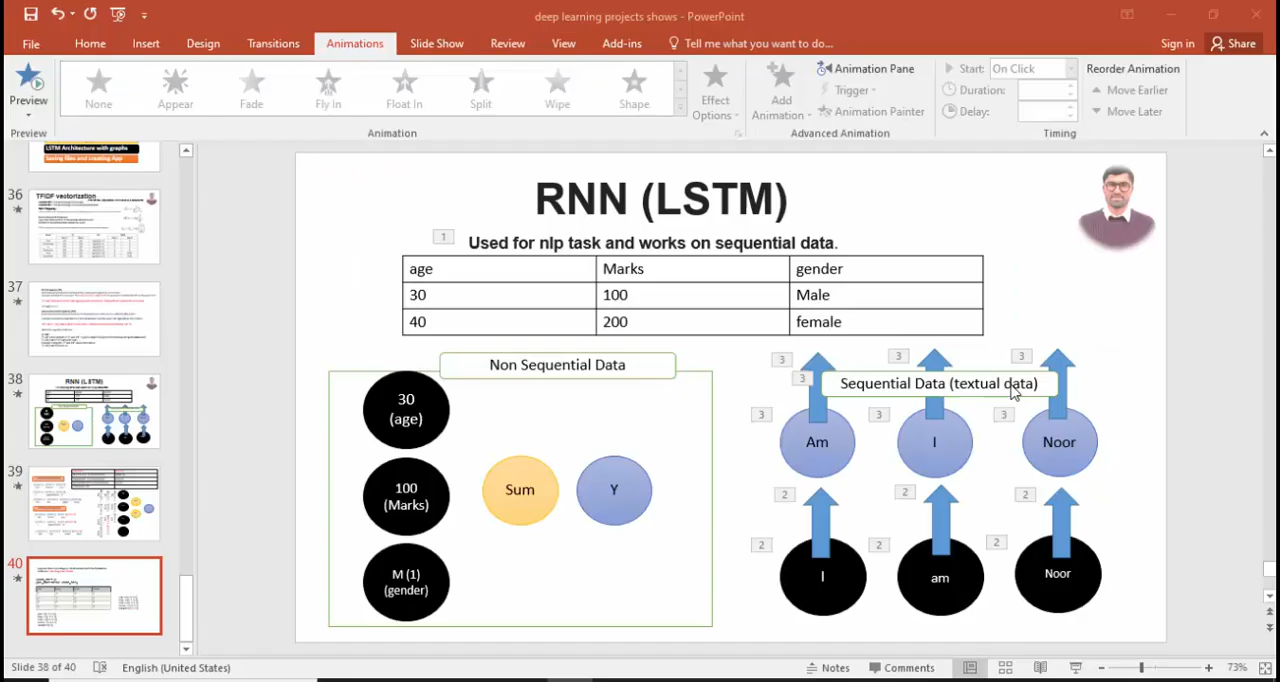 deep learning projects shows - PowerPoint
File Home Insert Design Transitions Animations Slide Show Review View Add-ins Tell me what you want to do... Sign in Share
Preview
None Appear Fade Fly In Float In Split Wipe Shape
Effect Options
Add Animation
Animation Pane
Trigger
Animation Painter
Start: On Click
Duration:
Delay:
Reorder Animation
Move Earlier
Move Later
Preview Animation Advanced Animation Timing
LSTM Architecture with graphs
Saving files and creating App
36
TFIDF vectorization
37
38
RNN (LSTM)
39
40
RNN (LSTM)
1
Used for nlp task and works on sequential data.
age Marks gender
30 100 Male
40 200 female
Non Sequential Data
30
(age)
100
(Marks)
M (1)
(gender)
Sum
Y
3 3 3
3
Sequential Data (textual data)
3 3 3
Am I Noor
2 2 2
2 2 2
I am Noor
Slide 38 of 40 English (United States) Notes Comments 73%